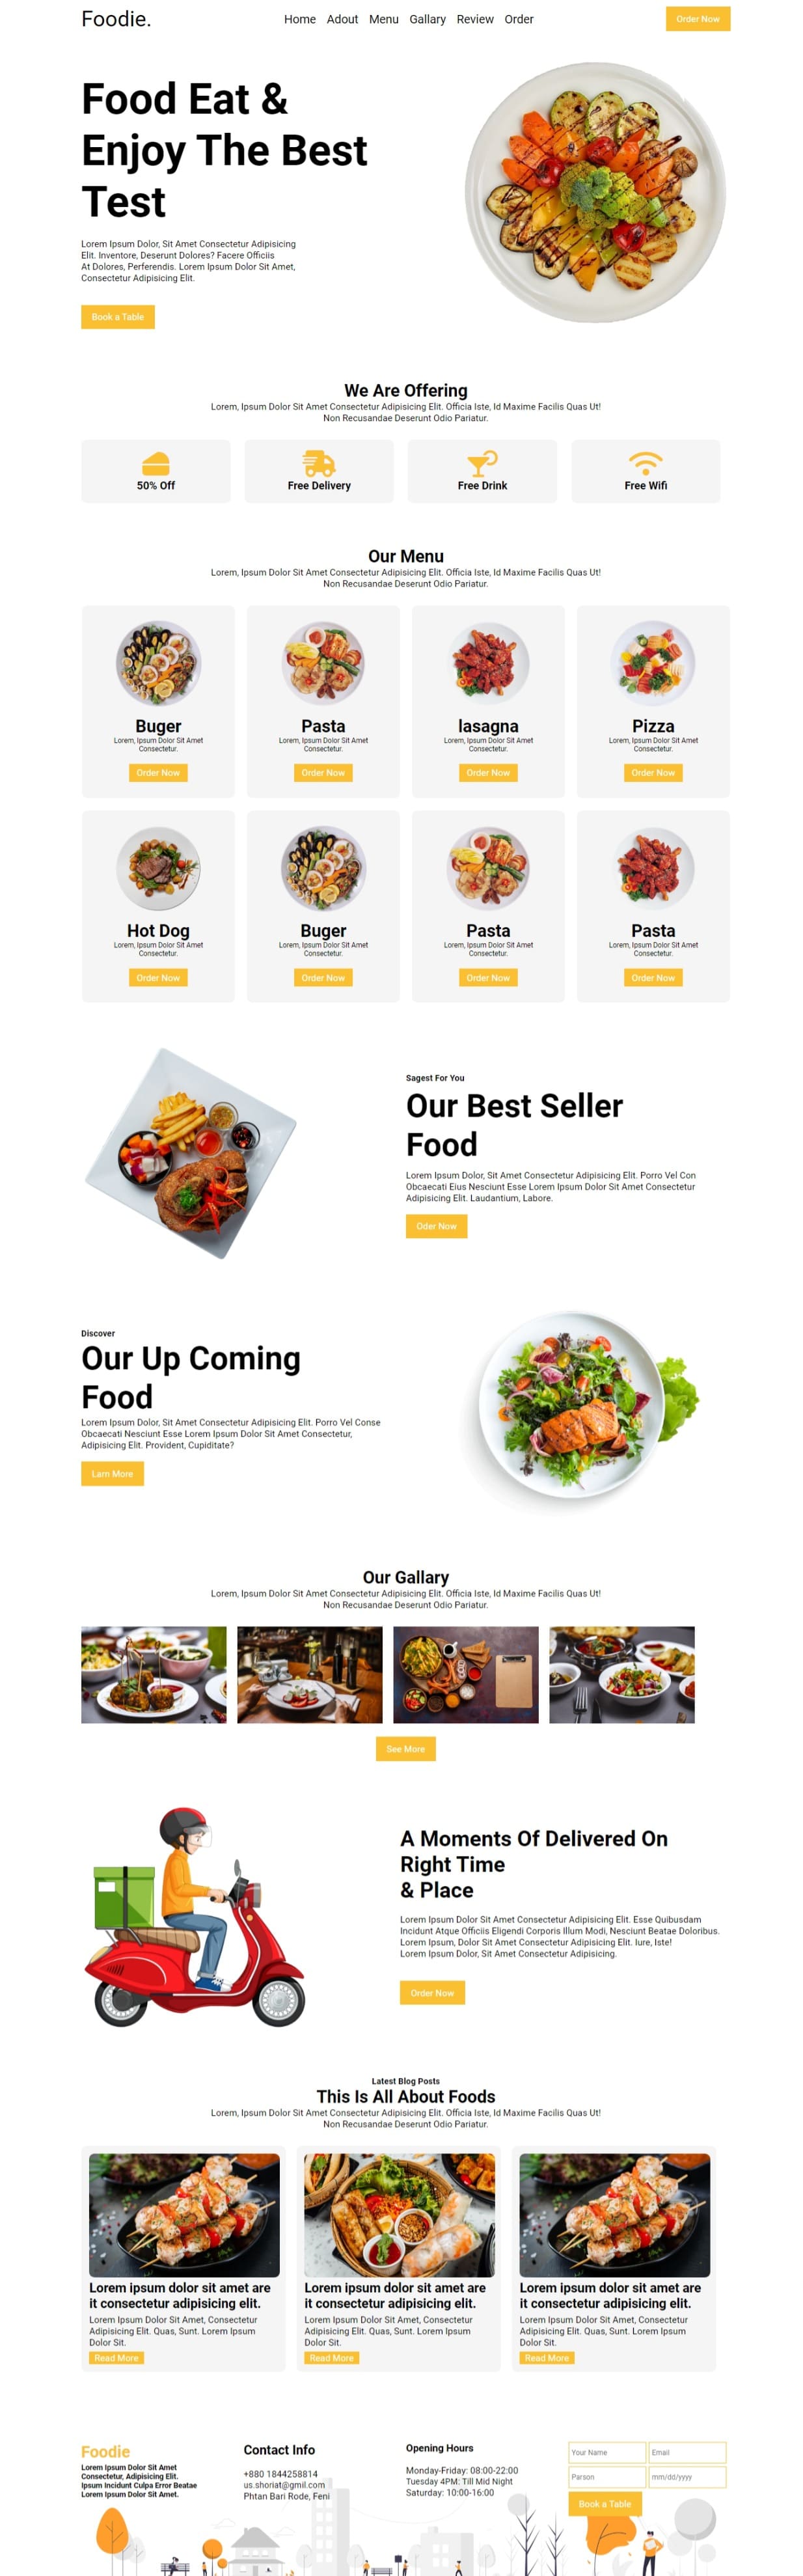 Foodie.
Home Adout Menu Gallary Review Order
Order Now
Food Eat &
Enjoy The Best
Test
Lorem Ipsum Dolor, Sit Amet Consectetur Adipisicing
Elit. Inventore, Deserunt Dolores? Facere Officiis
At Dolores, Perferendis. Lorem Ipsum Dolor Sit Amet,
Consectetur Adipisicing Elit.
Book a Table
We Are Offering
Lorem, Ipsum Dolor Sit Amet Consectetur Adipisicing Elit. Officia Iste, Id Maxime Facilis Quas Ut!
Non Recusandae Deserunt Odio Pariatur.
50% Off
Free Delivery
Free Drink
Free Wifi
Our Menu
Lorem, Ipsum Dolor Sit Amet Consectetur Adipisicing Elit. Officia Iste, Id Maxime Facilis Quas Ut!
Non Recusandae Deserunt Odio Pariatur.
Buger
Lorem, Ipsum Dolor Sit Amet
Consectetur.
Order Now
Pasta
Lorem, Ipsum Dolor Sit Amet
Consectetur.
Order Now
lasagna
Lorem, Ipsum Dolor Sit Amet
Consectetur.
Order Now
Pizza
Lorem, Ipsum Dolor Sit Amet
Consectetur.
Order Now
Hot Dog
Lorem, Ipsum Dolor Sit Amet
Consectetur.
Order Now
Buger
Lorem, Ipsum Dolor Sit Amet
Consectetur.
Order Now
Pasta
Lorem, Ipsum Dolor Sit Amet
Consectetur.
Order Now
Pasta
Lorem, Ipsum Dolor Sit Amet
Consectetur.
Order Now
Sagest For You
Our Best Seller
Food
Lorem Ipsum Dolor, Sit Amet Consectetur Adipisicing Elit. Porro Vel Con
Obcaecati Eius Nesciunt Esse Lorem Ipsum Dolor Sit Amet Consectetur
Adipisicing Elit. Laudantium, Labore.
Oder Now
Discover
Our Up Coming
Food
Lorem Ipsum Dolor, Sit Amet Consectetur Adipisicing Elit. Porro Vel Conse
Obcaecati Nesciunt Esse Lorem Ipsum Dolor Sit Amet Consectetur,
Adipisicing Elit. Provident, Cupiditate?
Larn More
Our Gallary
Lorem, Ipsum Dolor Sit Amet Consectetur Adipisicing Elit. Officia Iste, Id Maxime Facilis Quas Ut!
Non Recusandae Deserunt Odio Pariatur.
See More
A Moments Of Delivered On
Right Time
& Place
Lorem Ipsum Dolor Sit Amet Consectetur Adipisicing Elit. Esse Quibusdam
Incidunt Atque Officiis Eligendi Corporis Illum Modi, Nesciunt Beatae Doloribus.
Lorem Ipsum, Dolor Sit Amet Consectetur Adipisicing Elit. Iure, Iste!
Lorem Ipsum Dolor, Sit Amet Consectetur Adipisicing.
Order Now
Latest Blog Posts
This Is All About Foods
Lorem, Ipsum Dolor Sit Amet Consectetur Adipisicing Elit. Officia Iste, Id Maxime Facilis Quas Ut!
Non Recusandae Deserunt Odio Pariatur.
Lorem ipsum dolor sit amet are
it consectetur adipisicing elit.
Lorem Ipsum Dolor Sit Amet, Consectetur
Adipisicing Elit. Quas, Sunt. Lorem Ipsum
Dolor Sit.
Read More
Lorem ipsum dolor sit amet are
it consectetur adipisicing elit.
Lorem Ipsum Dolor Sit Amet, Consectetur
Adipisicing Elit. Quas, Sunt. Lorem Ipsum
Dolor Sit.
Read More
Lorem ipsum dolor sit amet are
it consectetur adipisicing elit.
Lorem Ipsum Dolor Sit Amet, Consectetur
Adipisicing Elit. Quas, Sunt. Lorem Ipsum
Dolor Sit.
Read More
Foodie
Lorem Ipsum Dolor Sit Amet
Consectetur, Adipisicing Elit.
Ipsum Incidunt Culpa Error Beatae
Lorem Ipsum Dolor Sit Amet.
Contact Info
+880 1844258814
us.shoriat@gmil.com
Phtan Bari Rode, Feni
Opening Hours
Monday-Friday: 08:00-22:00
Tuesday 4PM: Till Mid Night
Saturday: 10:00-16:00
Your Name
Email
Parson
mm/dd/yyyy
Book a Table